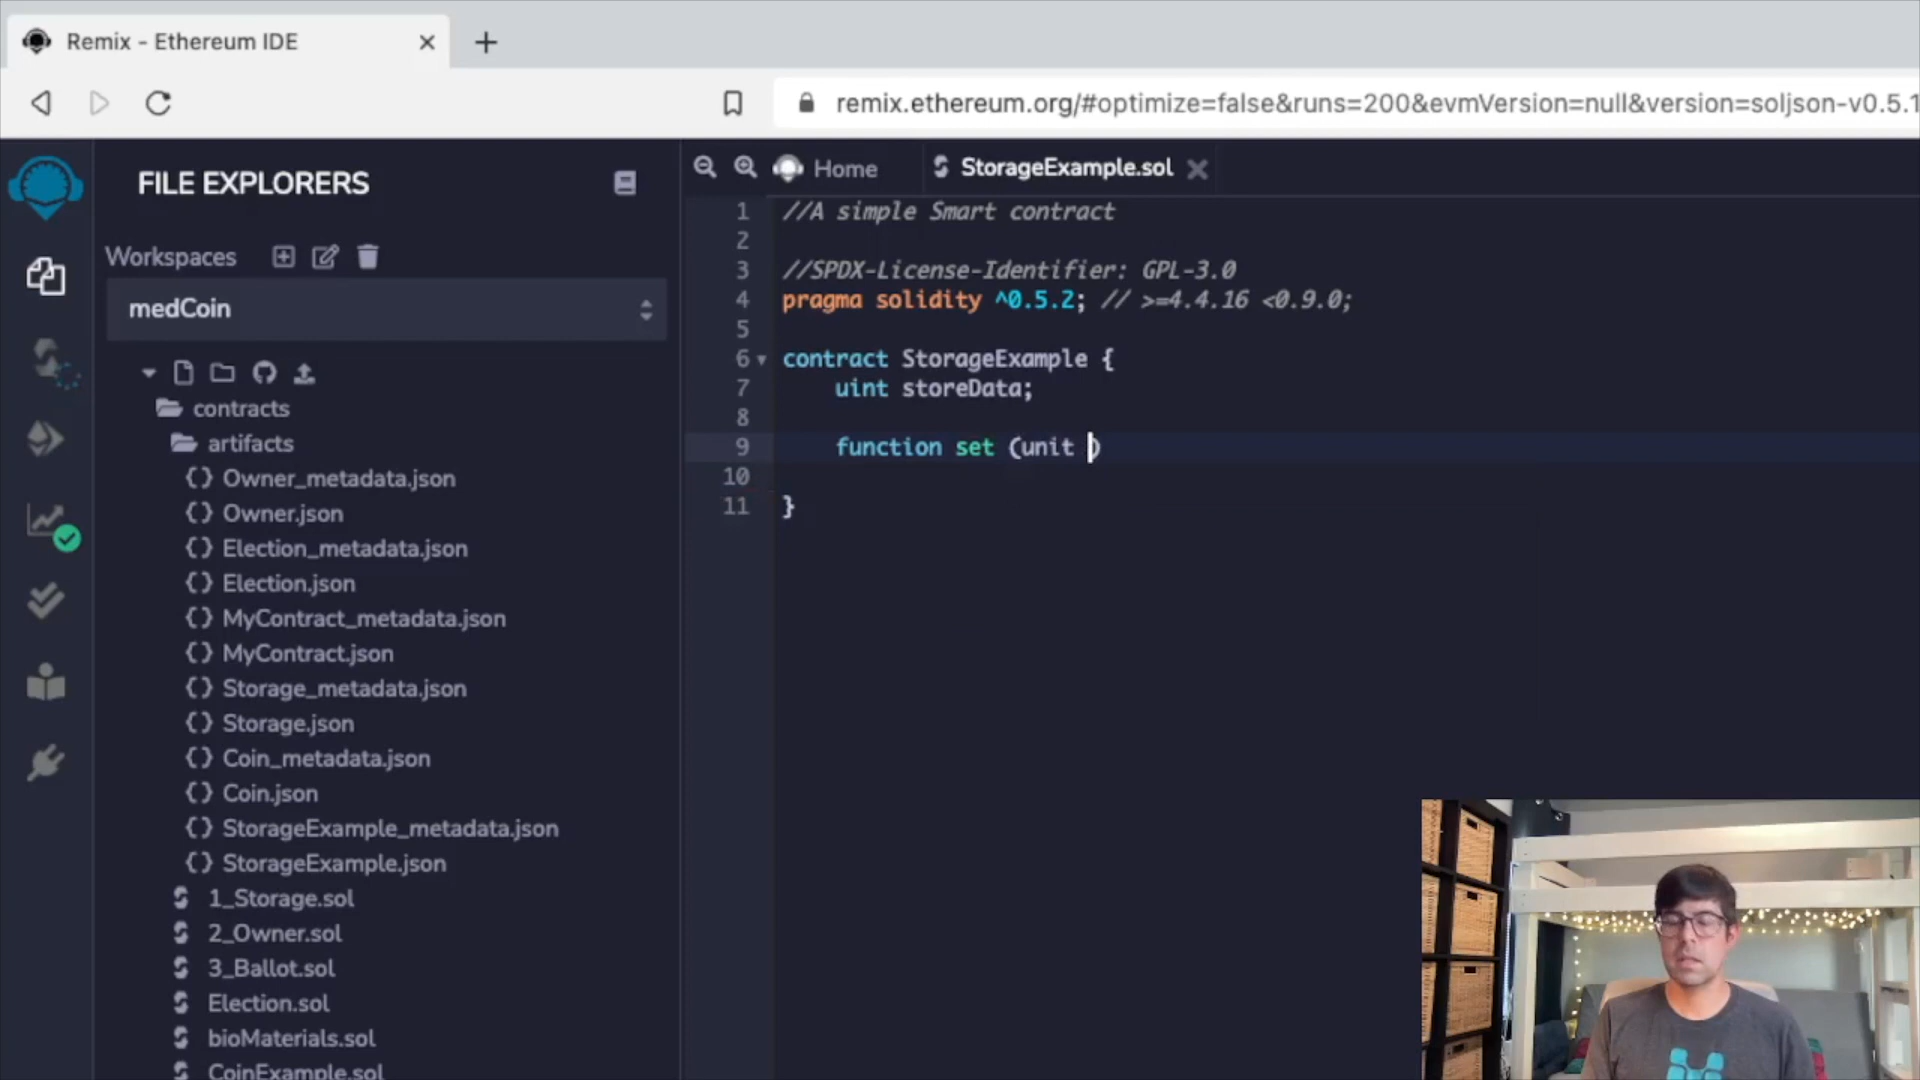 Remix - Ethereum IDE
remix.ethereum.org/#optimize=false&runs=200&evmVersion=null&version=soljson-v0.5.1
FILE EXPLORERS
Workspaces
medCoin
contracts
artifacts
Owner_metadata.json
Owner.json
Election_metadata.json
Election.json
MyContract_metadata.json
MyContract.json
Storage_metadata.json
Storage.json
Coin_metadata.json
Coin.json
StorageExample_metadata.json
StorageExample.json
1_Storage.sol
2_Owner.sol
3_Ballot.sol
Election.sol
bioMaterials.sol
CoinExample.sol
Home
StorageExample.sol
1 //A simple Smart contract
2
3 //SPDX-License-Identifier: GPL-3.0
4 pragma solidity ^0.5.2; // >=4.4.16 <0.9.0;
5
6 contract StorageExample {
7 uint storeData;
8
9 function set (unit )
10
11 }